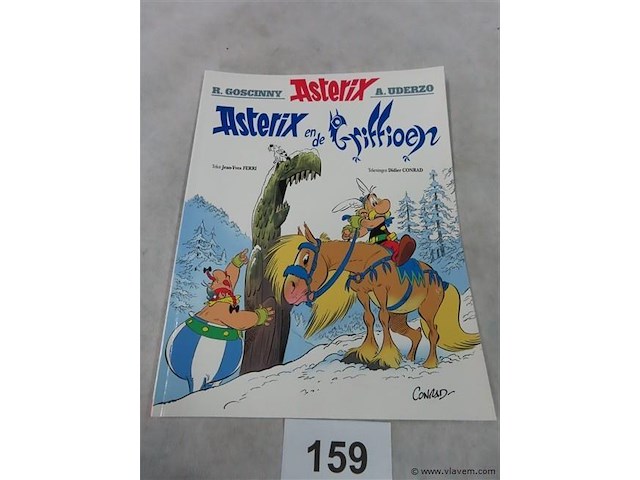 R. GOSCINNY Asterix A. UDERZO
Asterix en de Griffioen
Tekst Jean-Yves FERRI Tekeningen Didier CONRAD
CONRAD
159
© www.vlavem.com